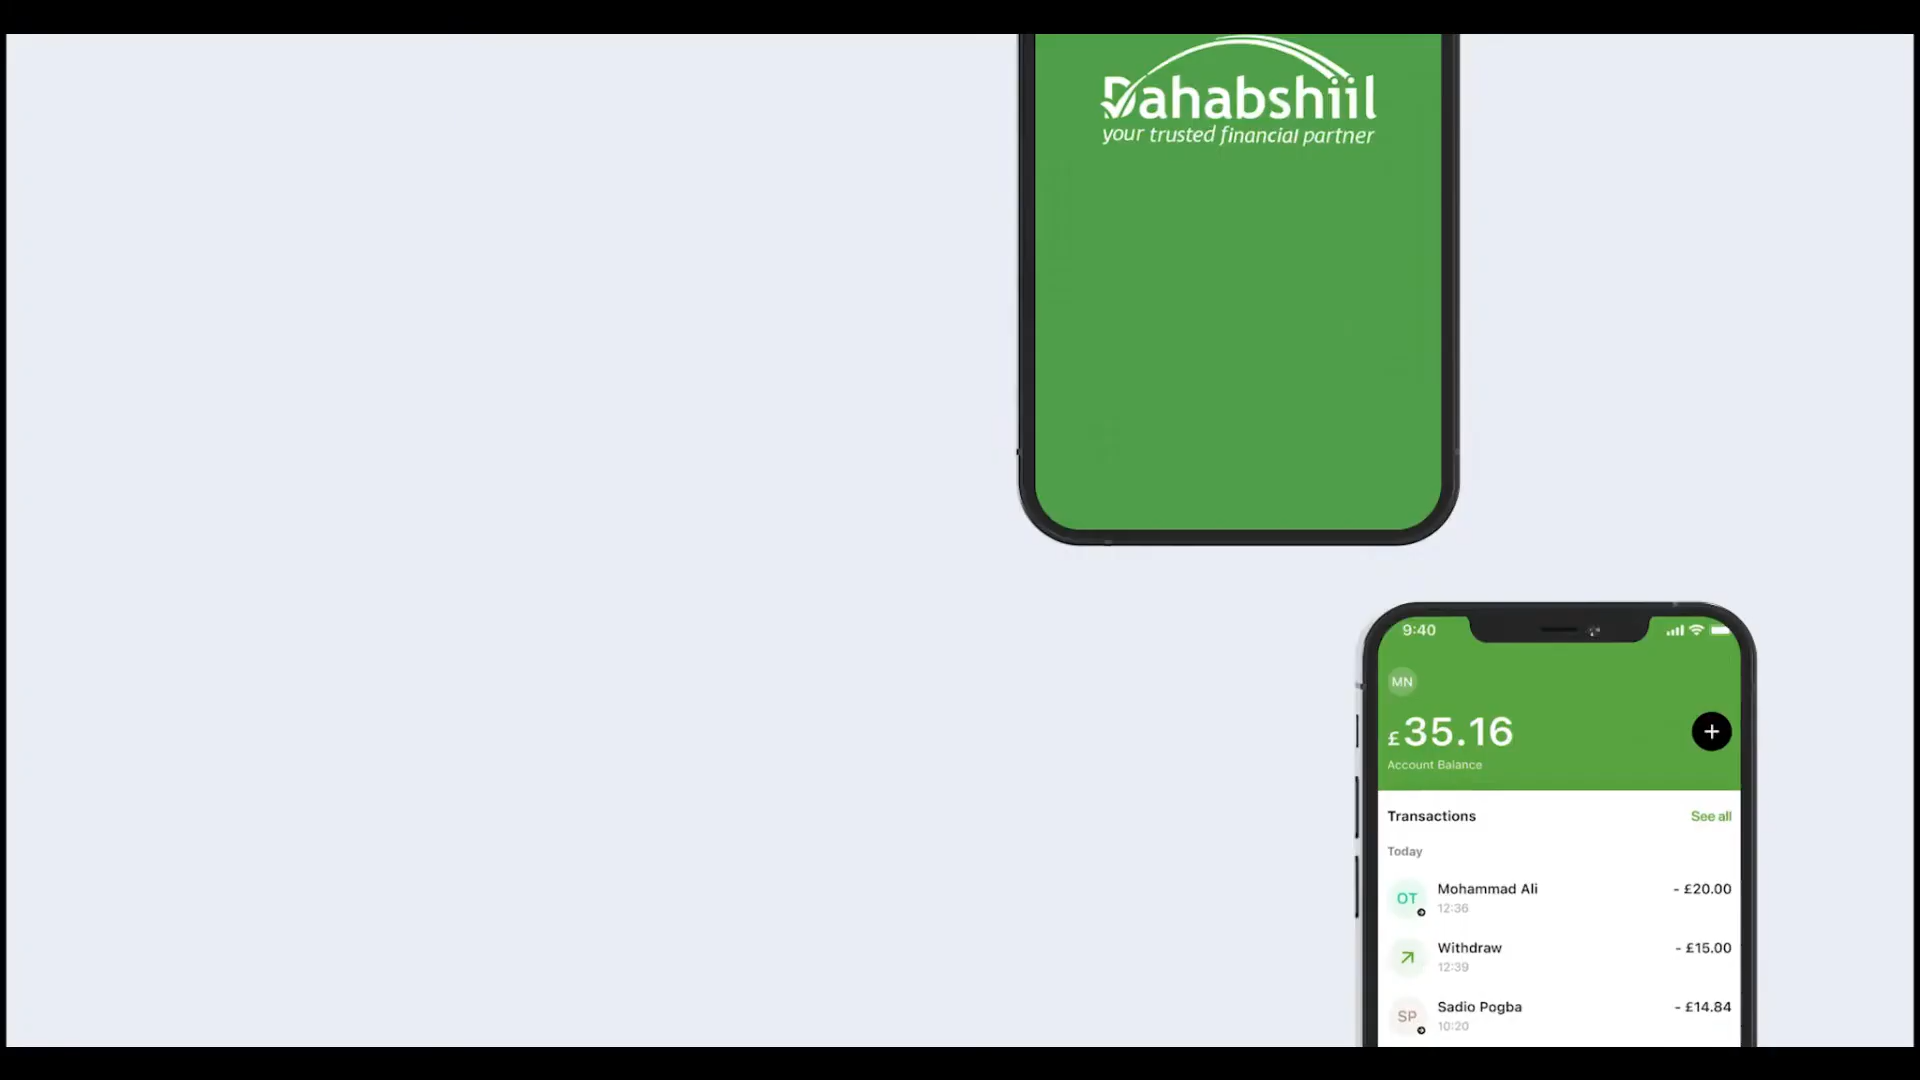 Dahabshiil
your trusted financial partner
9:40
MN
£35.16
Account Balance
Transactions
See all
Today
OT
Mohammad Ali
- £20.00
12:36
Withdraw
- £15.00
12:39
SP
Sadio Pogba
- £14.84
10:20